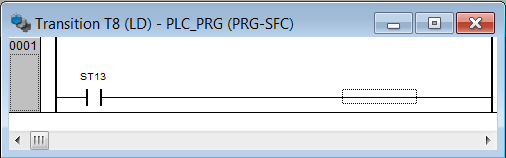 Transition T8 (LD) - PLC_PRG (PRG-SFC)
0001
ST13